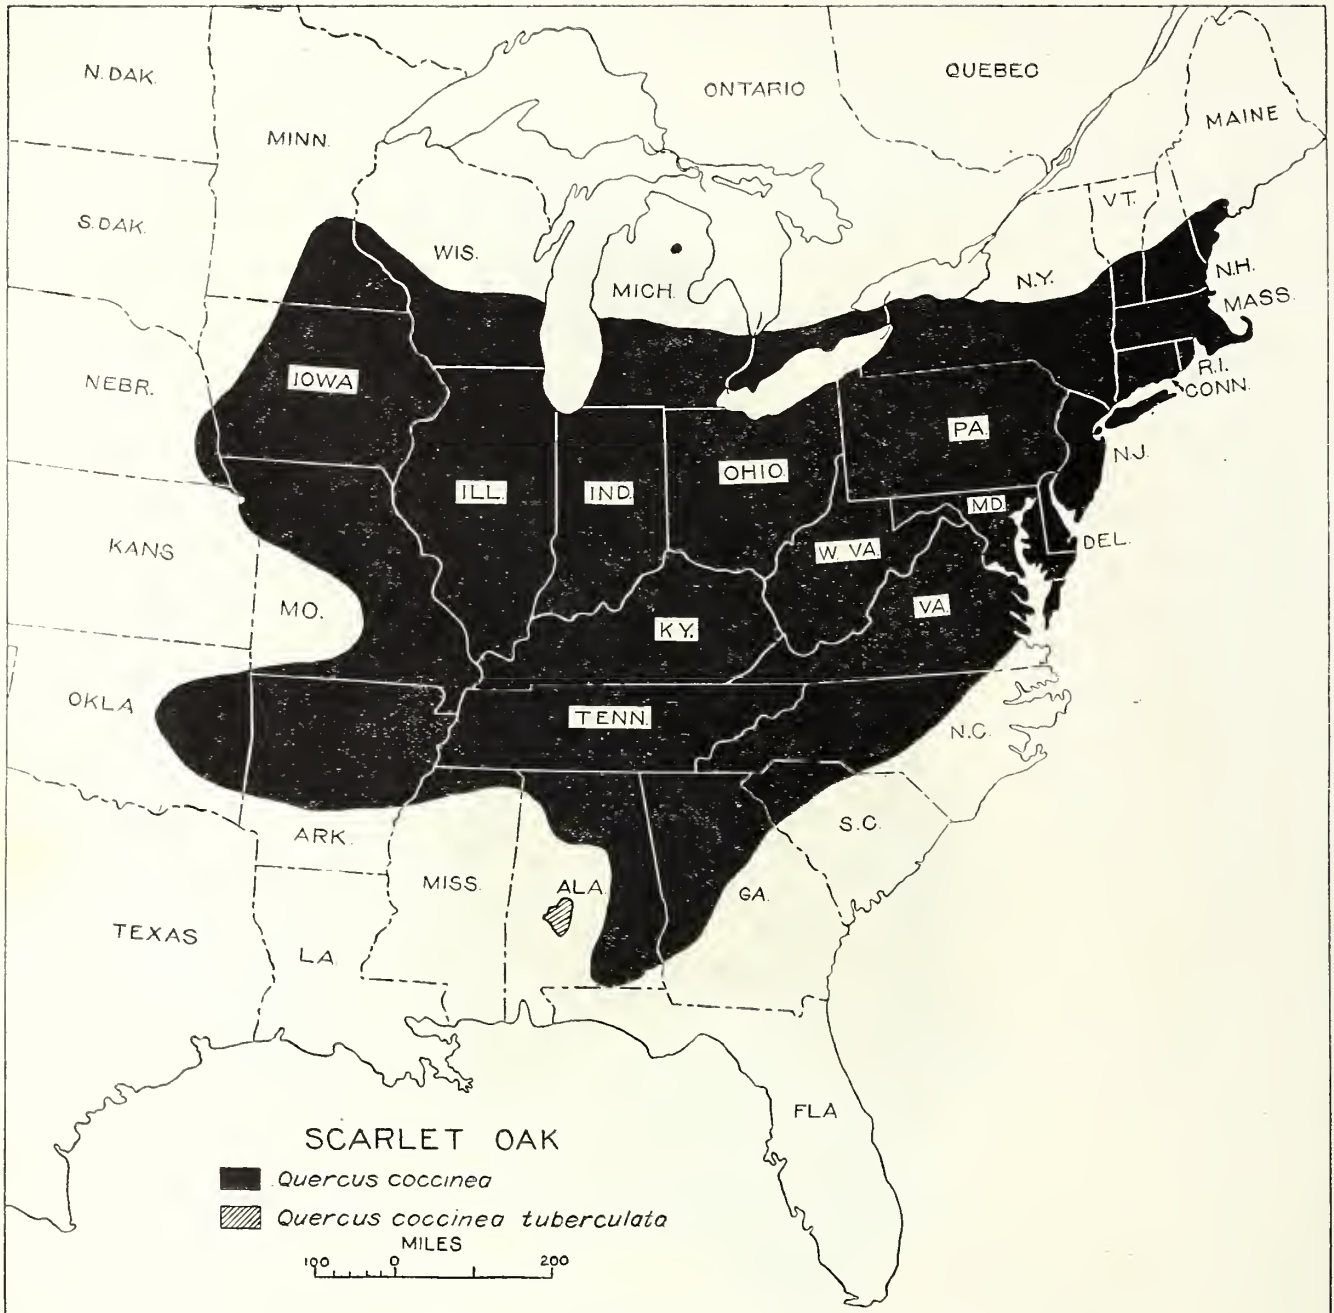 N.DAK.
MINN.
ONTARIO
QUEBEC
MAINE
S.DAK.
WIS.
MICH.
N.Y.
VT.
N.H.
MASS.
NEBR.
IOWA
R.I.
CONN.
ILL.
IND.
OHIO
PA.
N.J.
KANS
MO.
KY.
W. VA.
MD.
DEL.
VA.
OKLA
TENN.
N.C.
ARK.
MISS.
ALA.
GA.
S.C.
TEXAS
LA.
FLA
SCARLET OAK
Quercus coccinea
Quercus coccinea tuberculata
MILES
100 0 200